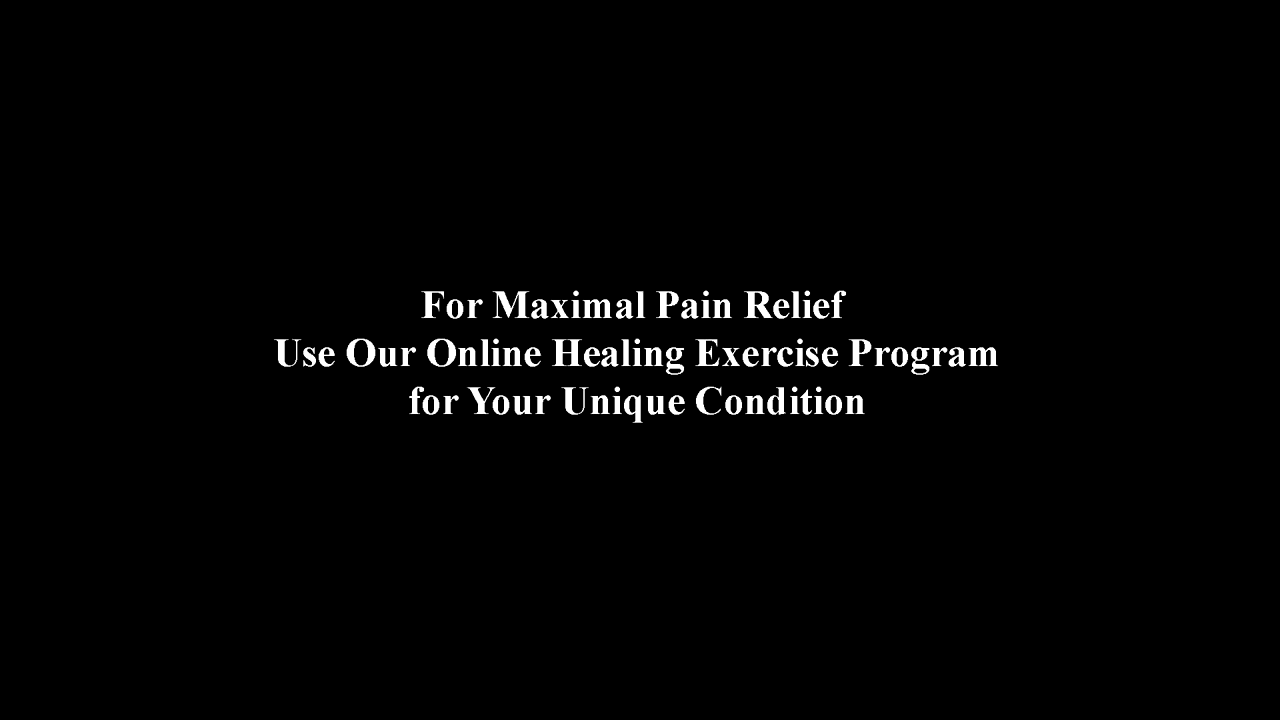 For Maximal Pain Relief
Use Our Online Healing Exercise Program
for Your Unique Condition